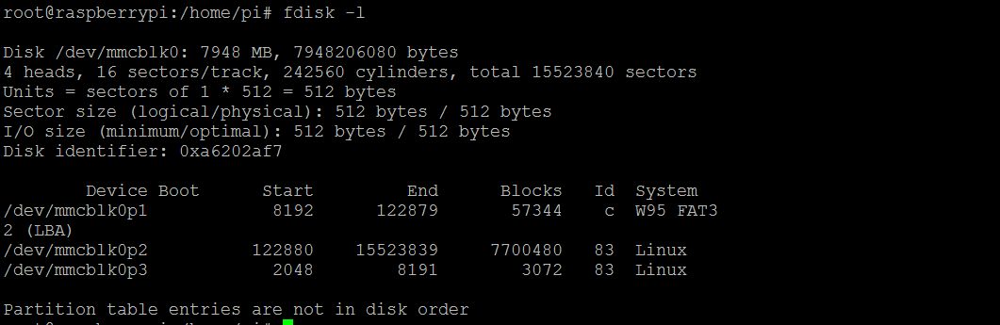 root@raspberrypi:/home/pi# fdisk -l
Disk /dev/mmcblk0: 7948 MB, 7948206080 bytes
4 heads, 16 sectors/track, 242560 cylinders, total 15523840 sectors
Units = sectors of 1 * 512 = 512 bytes
Sector size (logical/physical): 512 bytes / 512 bytes
I/O size (minimum/optimal): 512 bytes / 512 bytes
Disk identifier: 0xa6202af7
Device Boot Start End Blocks Id System
/dev/mmcblk0p1 8192 122879 57344 c W95 FAT3
2 (LBA)
/dev/mmcblk0p2 122880 15523839 7700480 83 Linux
/dev/mmcblk0p3 2048 8191 3072 83 Linux
Partition table entries are not in disk order